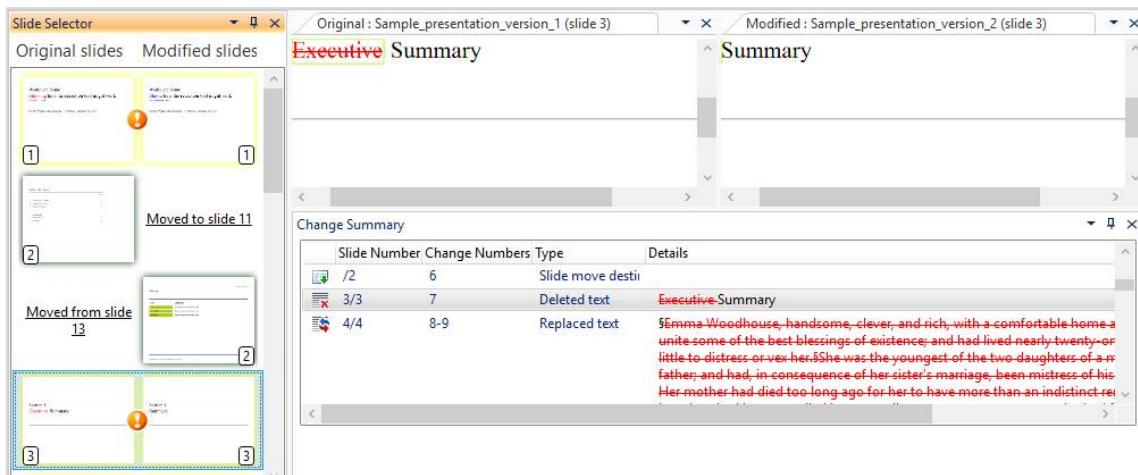 Slide Selector
Original slides Modified slides
1
1
Moved to slide 11
2
Moved from slide
13
2
Executive Summary
Summary
3
3
Original : Sample_presentation_version_1 (slide 3)
Executive Summary
Modified : Sample_presentation_version_2 (slide 3)
Summary
Change Summary
Slide Number Change Numbers Type Details
/2 6 Slide move destin
3/3 7 Deleted text Executive Summary
4/4 8-9 Replaced text §Emma Woodhouse, handsome, clever, and rich, with a comfortable home a
unite some of the best blessings of existence; and had lived nearly twenty-or
little to distress or vex her.§She was the youngest of the two daughters of a m
father; and had, in consequence of her sister's marriage, been mistress of his
Her mother had died too long ago for her to have more than an indistinct rer